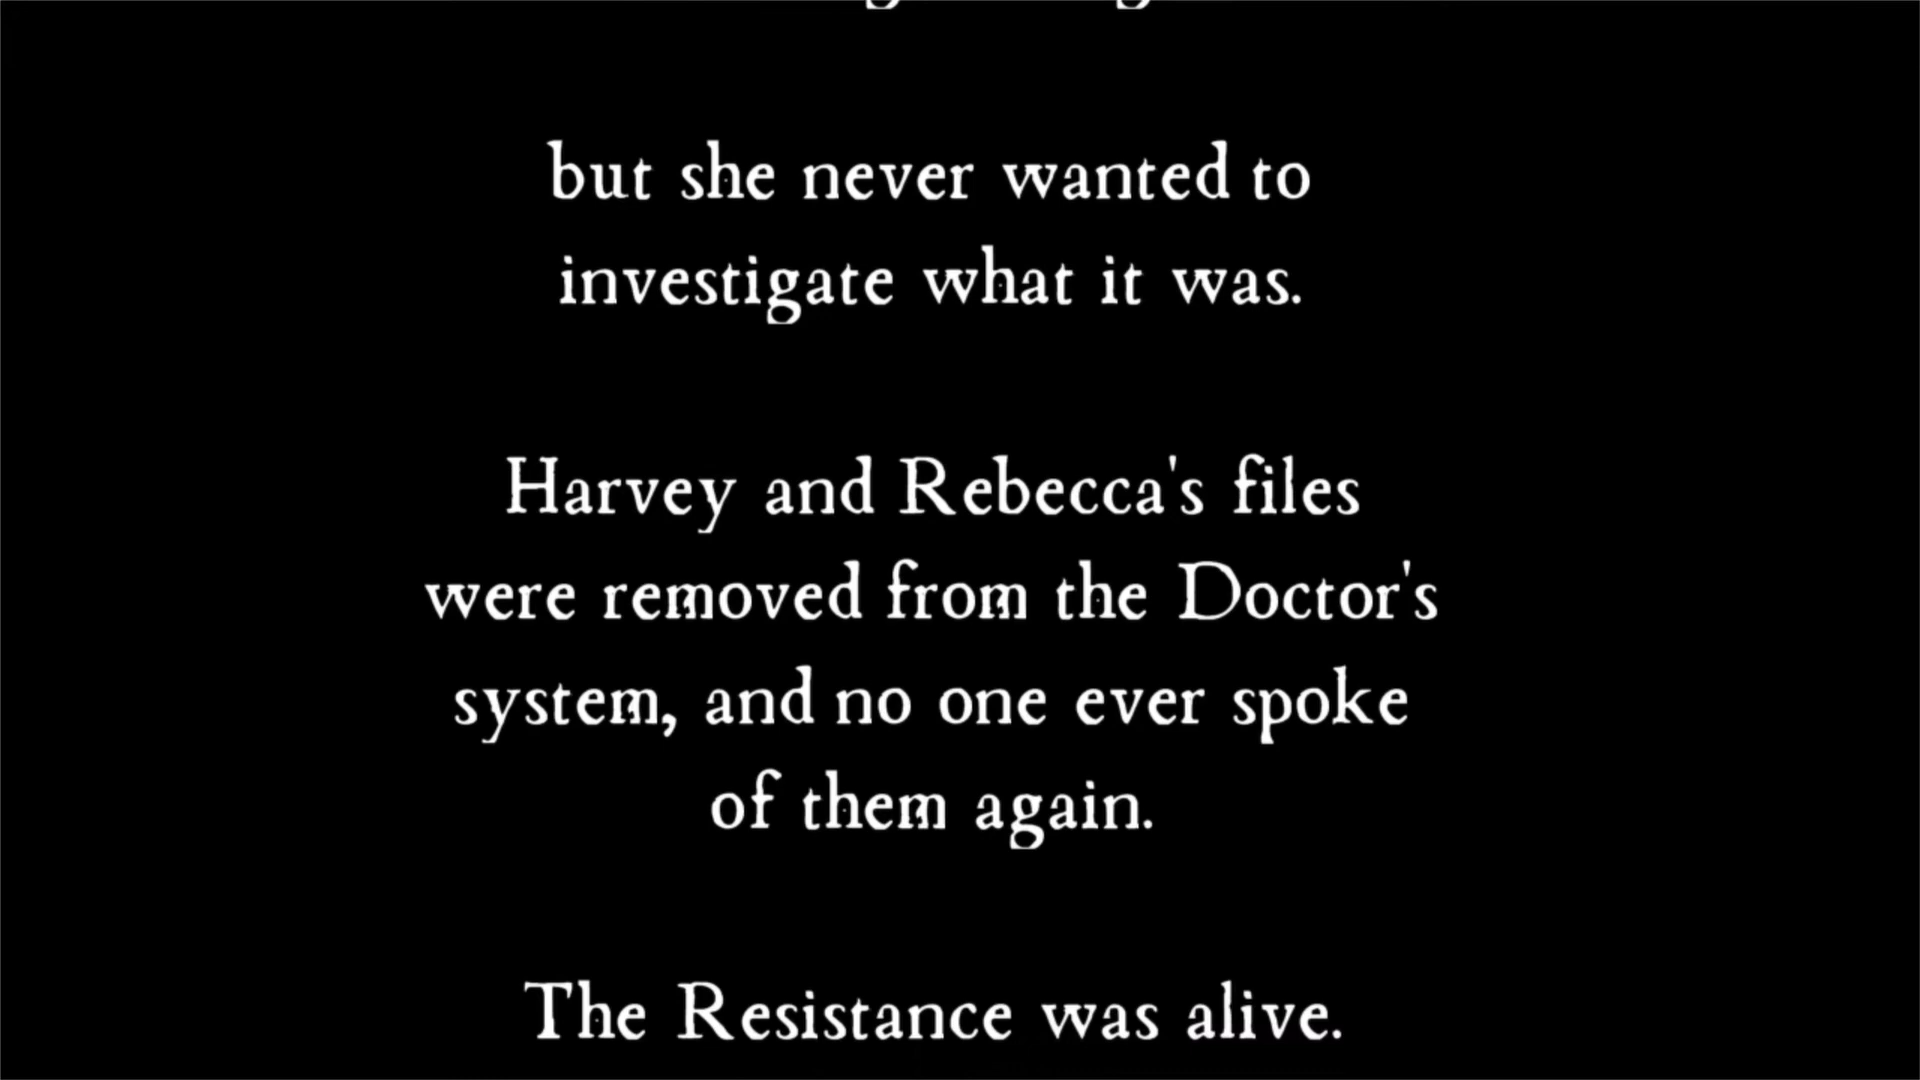 but she never wanted to
investigate what it was.
Harvey and Rebecca's files
were removed from the Doctor's
system, and no one ever spoke
of them again.
The Resistance was alive.